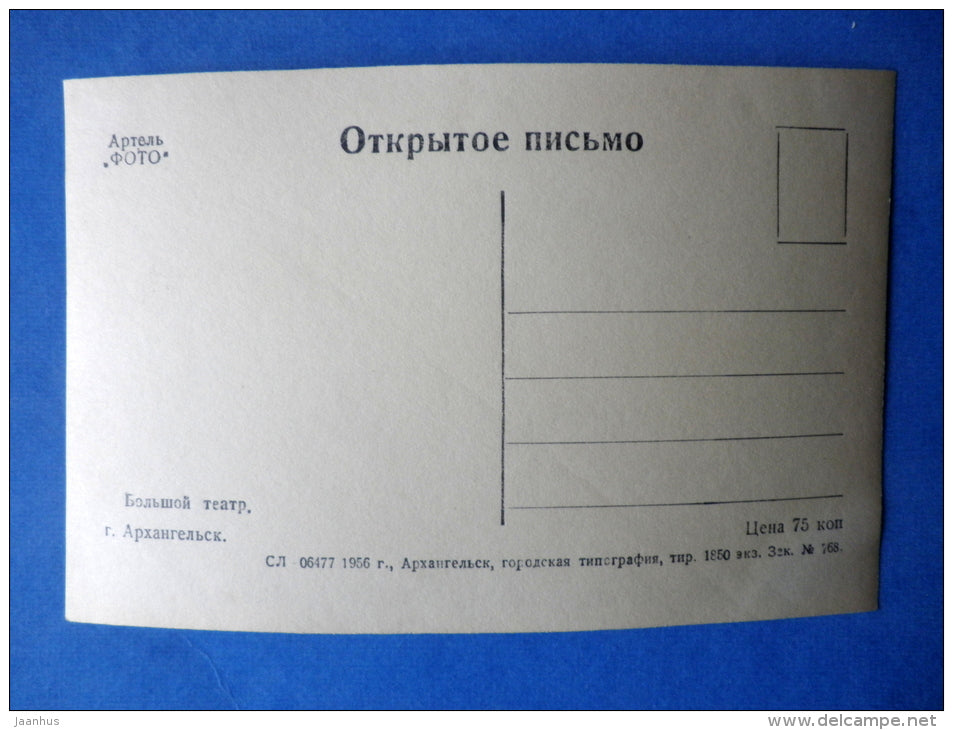 Артель
„ФОТО“
Открытое письмо
Большой театр.
г. Архангельск.
Цена 75 коп
СЛ 06477 1956 г., Архангельск, городская типография, тир. 1850 экз. Зак. № 768.
jaanhus
www.delcampe.net